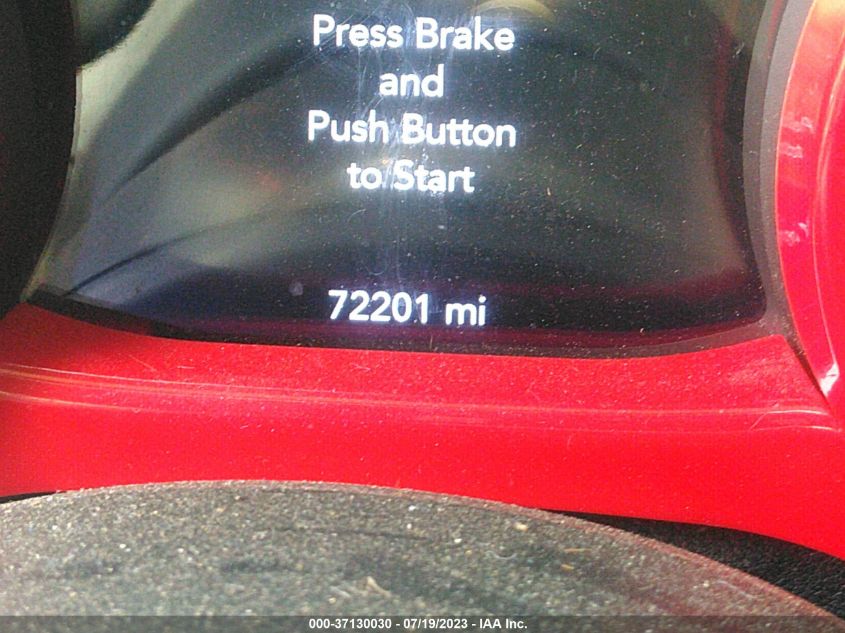 Press Brake
and
Push Button
to Start
72201 mi
000-37130030 - 07/19/2023 - IAA Inc.